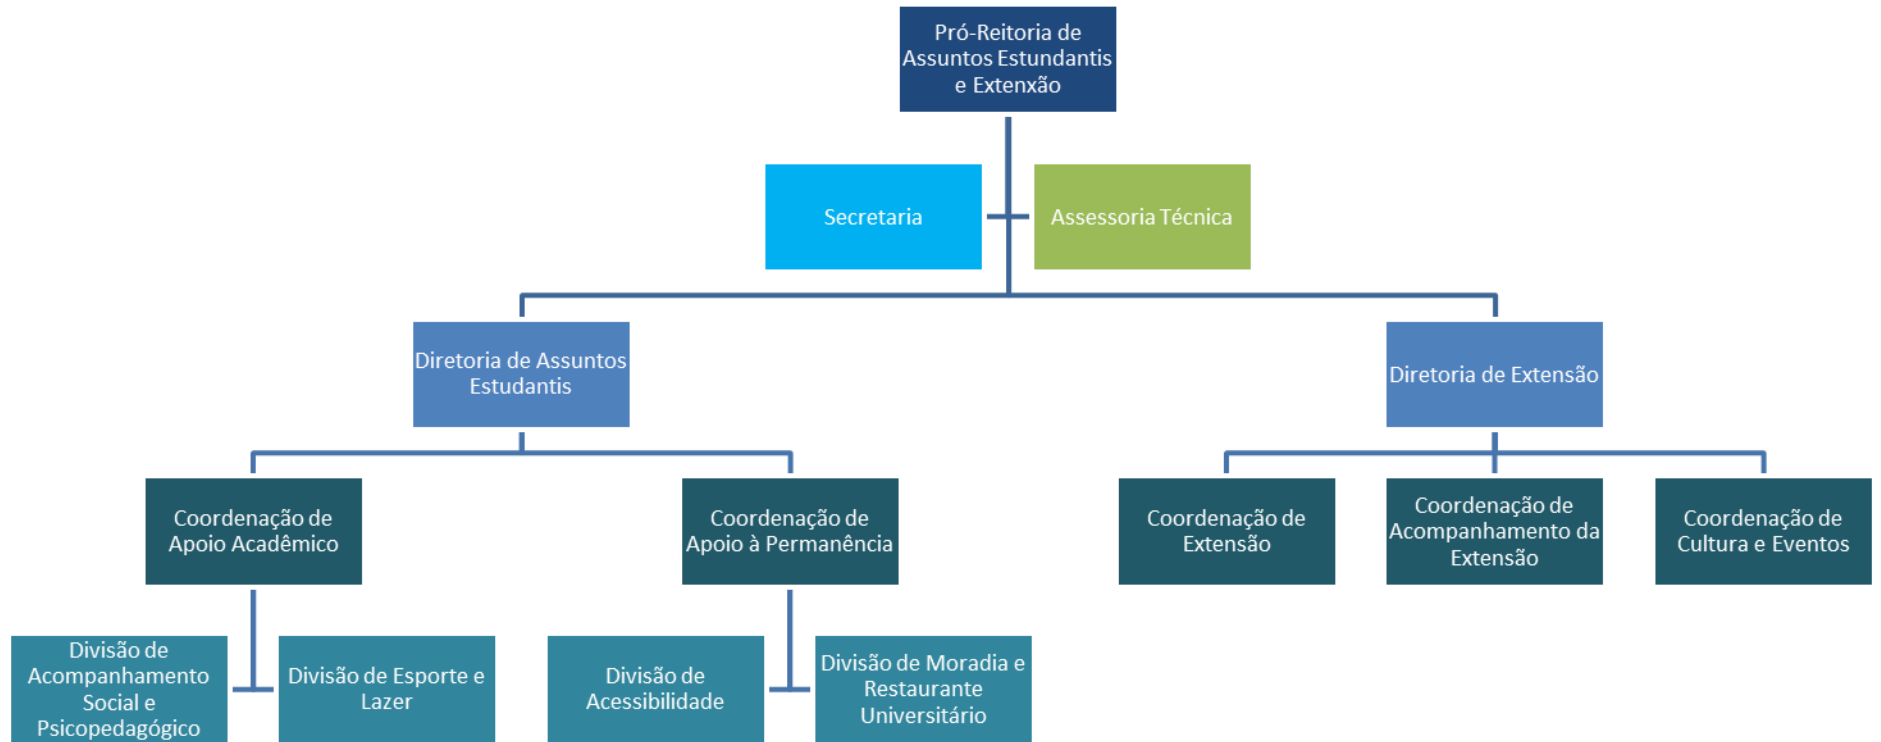 Pró-Reitoria de
Assuntos Estundantis
e Extenxão
Secretaria
Assessoria Técnica
Diretoria de Assuntos
Estudantis
Diretoria de Extensão
Coordenação de
Apoio Acadêmico
Coordenação de
Apoio à Permanência
Coordenação de
Extensão
Coordenação de
Acompanhamento da
Extensão
Coordenação de
Cultura e Eventos
Divisão de
Acompanhamento
Social e
Psicopedagógico
Divisão de Esporte e
Lazer
Divisão de
Acessibilidade
Divisão de Moradia e
Restaurante
Universitário